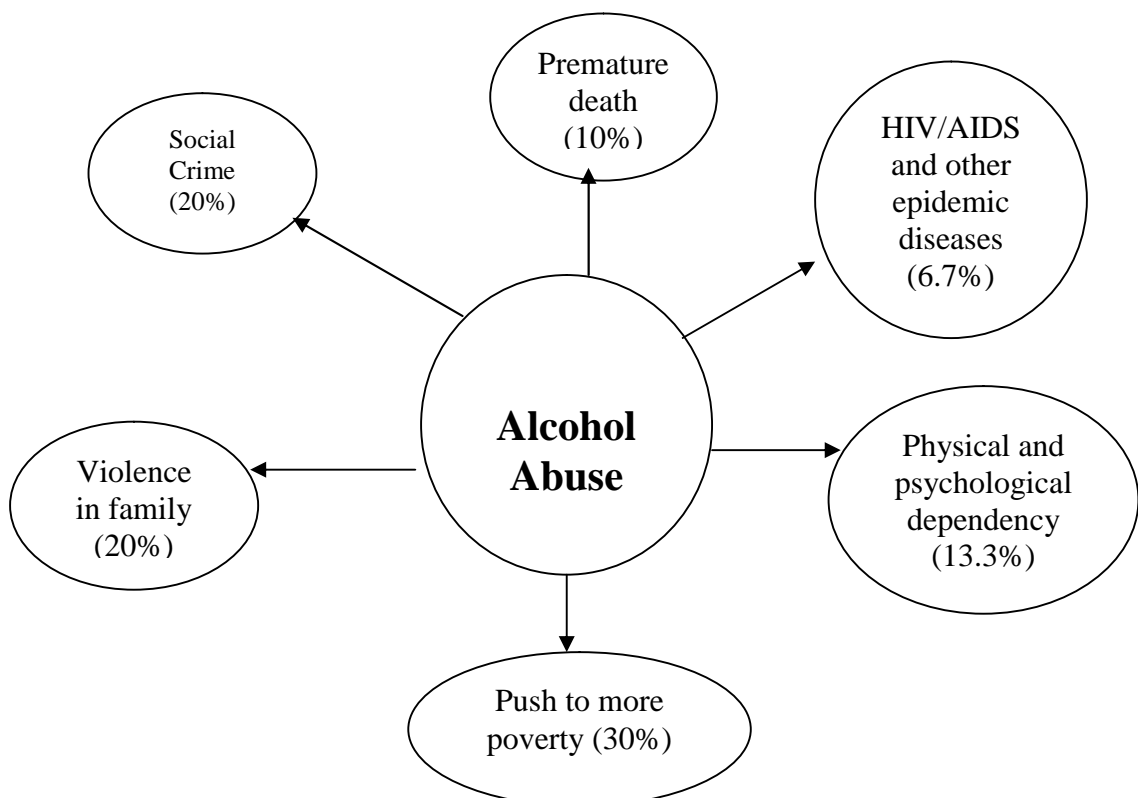 Premature
death
(10%)
Social
Crime
(20%)
HIV/AIDS
and other
epidemic
diseases
(6.7%)
Alcohol
Abuse
Violence
in family
(20%)
Physical and
psychological
dependency
(13.3%)
Push to more
poverty (30%)